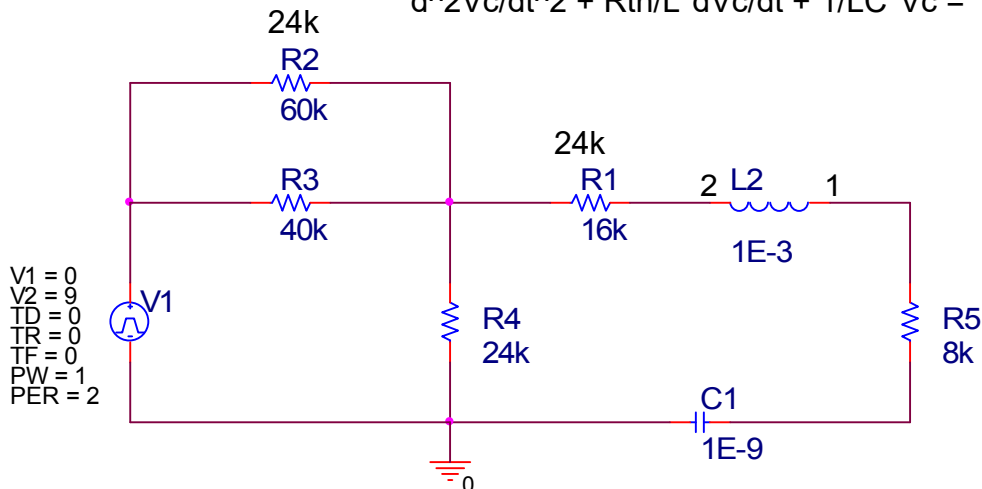 d^2Vc/dt^2 + Rth/L dVc/dt + 1/LC Vc =
24k
R2
60k
24k
R3
R1
2 L2 1
40k
16k
1E-3
V1 = 0
V2 = 9
TD = 0
TR = 0
TF = 0
PW = 1
PER = 2
V1
R4
24k
R5
8k
C1
1E-9
0